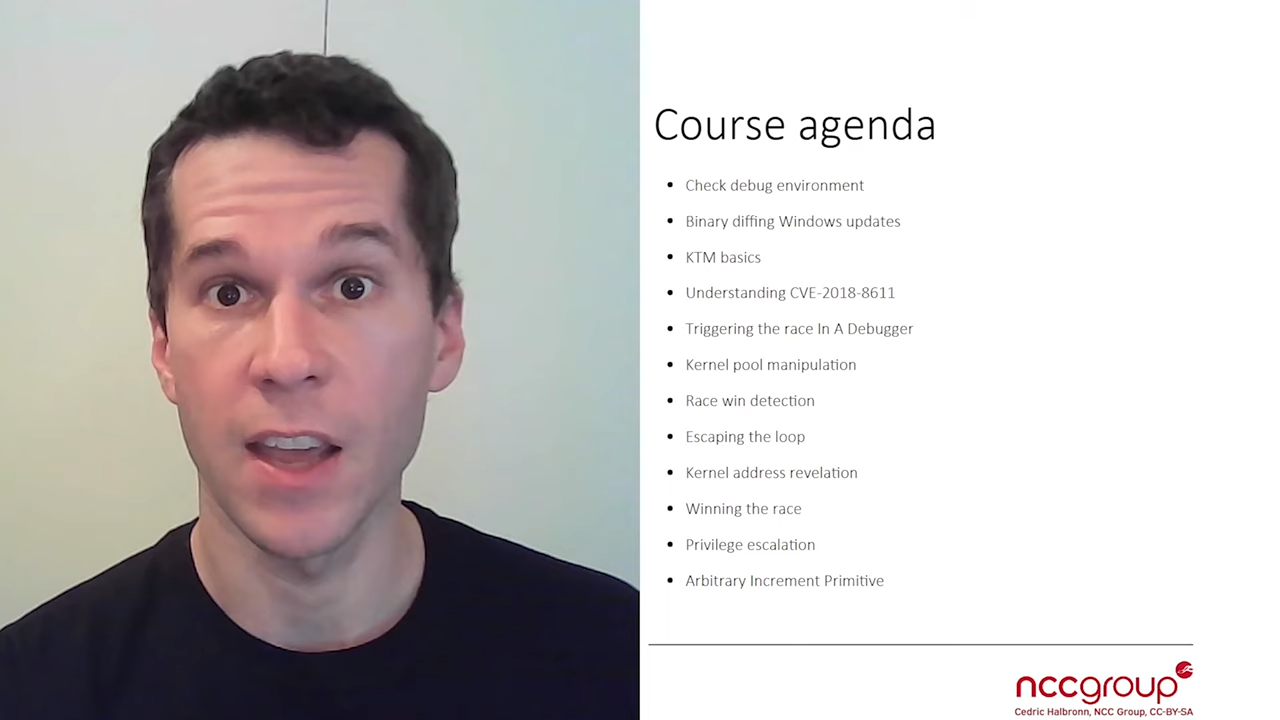 Course agenda
Check debug environment
Binary diffing Windows updates
KTM basics
Understanding CVE-2018-8611
Triggering the race In A Debugger
Kernel pool manipulation
Race win detection
Escaping the loop
Kernel address revelation
Winning the race
Privilege escalation
Arbitrary Increment Primitive
nccgroup
Cedric Halbronn, NCC Group, CC-BY-SA